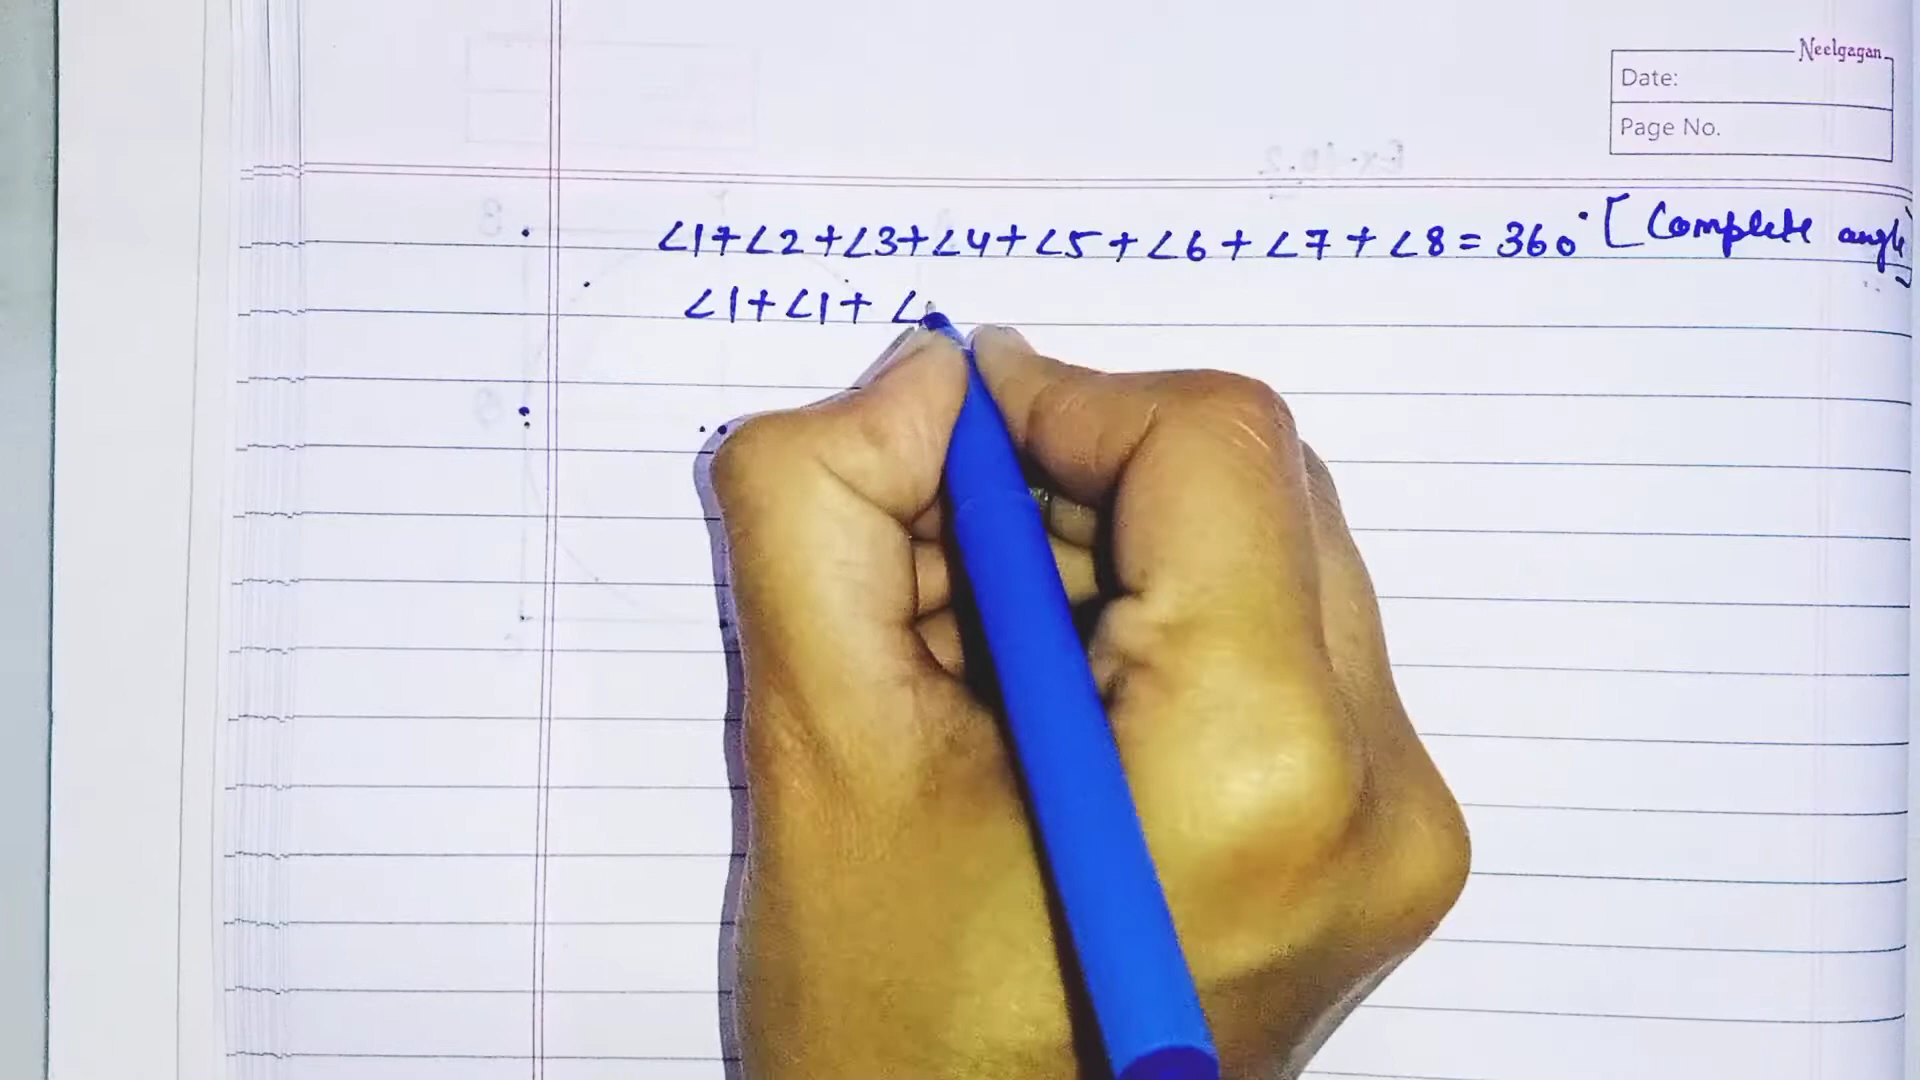 Neelgagan
Date:
Page No.
∠1+∠2+∠3+∠4+∠5+∠6+∠7+∠8=360° [Complete angle]
∠1+∠1+∠